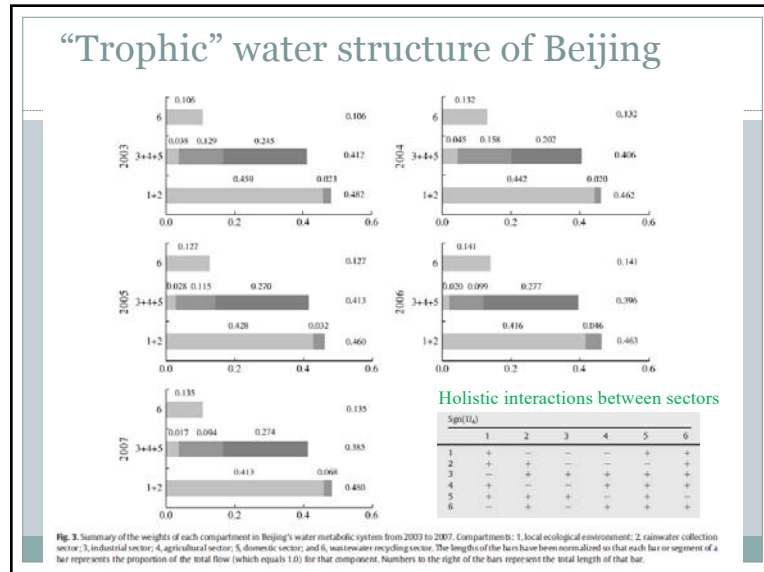 “Trophic” water structure of Beijing
0.106
6 0.106
0.038 0.129 0.245
2003 3+4+5 0.412
0.459 0.023
1+2 0.482
0.0 0.2 0.4 0.6
0.132
6 0.132
0.045 0.158 0.202
2004 3+4+5 0.406
0.442 0.020
1+2 0.462
0.0 0.2 0.4 0.6
0.127
6 0.127
0.028 0.115 0.270
2005 3+4+5 0.413
0.428 0.032
1+2 0.460
0.0 0.2 0.4 0.6
0.141
6 0.141
0.020 0.099 0.277
2006 3+4+5 0.396
0.416 0.046
1+2 0.463
0.0 0.2 0.4 0.6
0.135
6 0.135
0.017 0.094 0.274
2007 3+4+5 0.385
0.413 0.068
1+2 0.480
0.0 0.2 0.4 0.6
Holistic interactions between sectors
Sgn(U₄)
1 2 3 4 5 6
1 + − − − + +
2 + + − − − +
3 − + + + + +
4 + − − + + +
5 + + + − + −
6 − + − + + +
Fig. 3. Summary of the weights of each compartment in Beijing's water metabolic system from 2003 to 2007. Compartments: 1, local ecological environment; 2, rainwater collection
sector; 3, industrial sector; 4, agricultural sector; 5, domestic sector; and 6, wastewater recycling sector. The lengths of the bars have been normalized so that each bar or segment of a
bar represents the proportion of the total flow (which equals 1.0) for that component. Numbers to the right of the bars represent the total length of that bar.